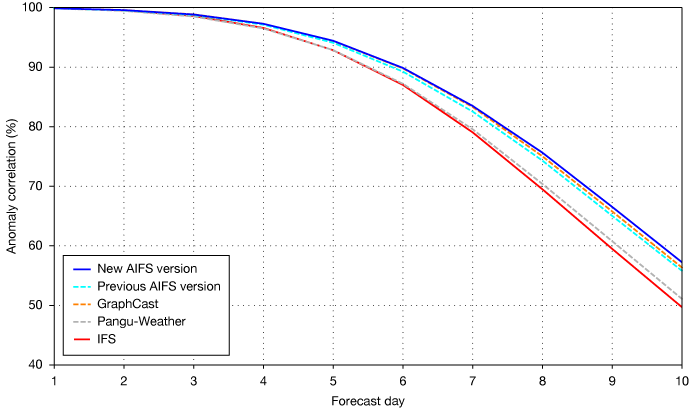 100
90
80
70
60
50
40
Anomaly correlation (%)
New AIFS version
Previous AIFS version
GraphCast
Pangu-Weather
IFS
1 2 3 4 5 6 7 8 9 10
Forecast day